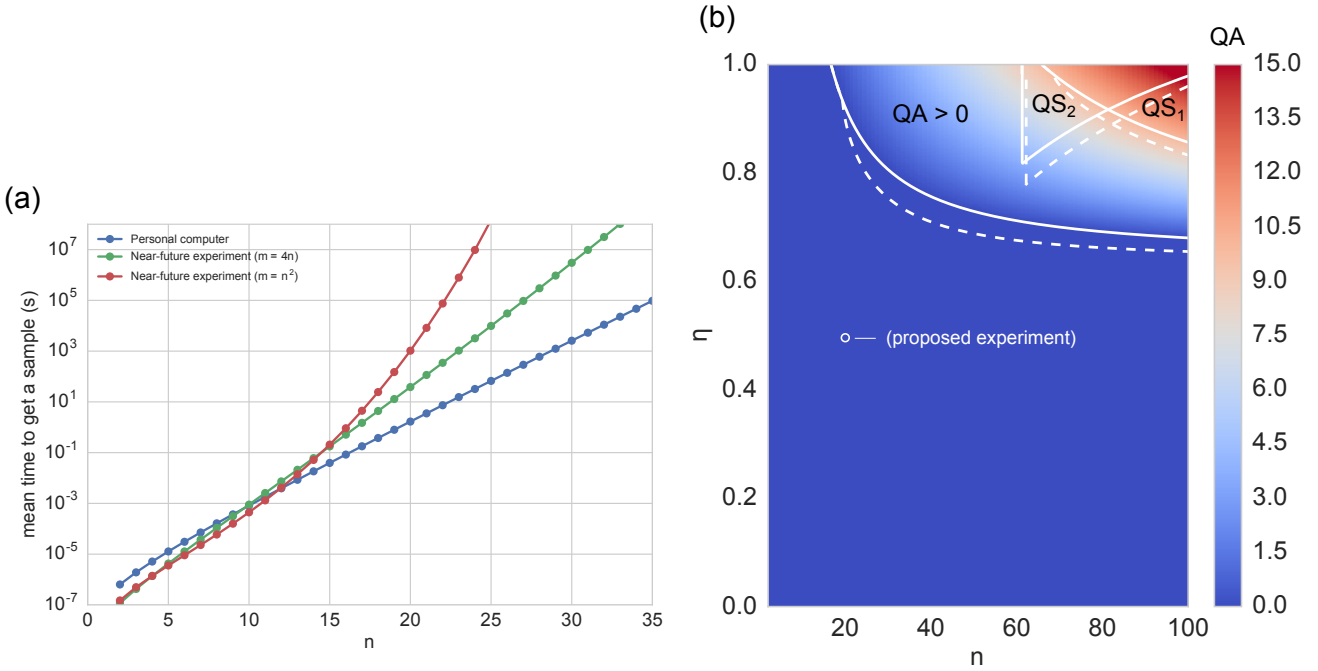 (a)
Personal computer
Near-future experiment (m = 4n)
Near-future experiment (m = n²)
mean time to get a sample (s)
10⁷
10⁵
10³
10¹
10⁻¹
10⁻³
10⁻⁵
10⁻⁷
0 5 10 15 20 25 30 35
n
(b)
QA
1.0
0.8
0.6
0.4
0.2
0.0
η
QA > 0
QS₂
QS₁
(proposed experiment)
20 40 60 80 100
n
15.0
13.5
12.0
10.5
9.0
7.5
6.0
4.5
3.0
1.5
0.0